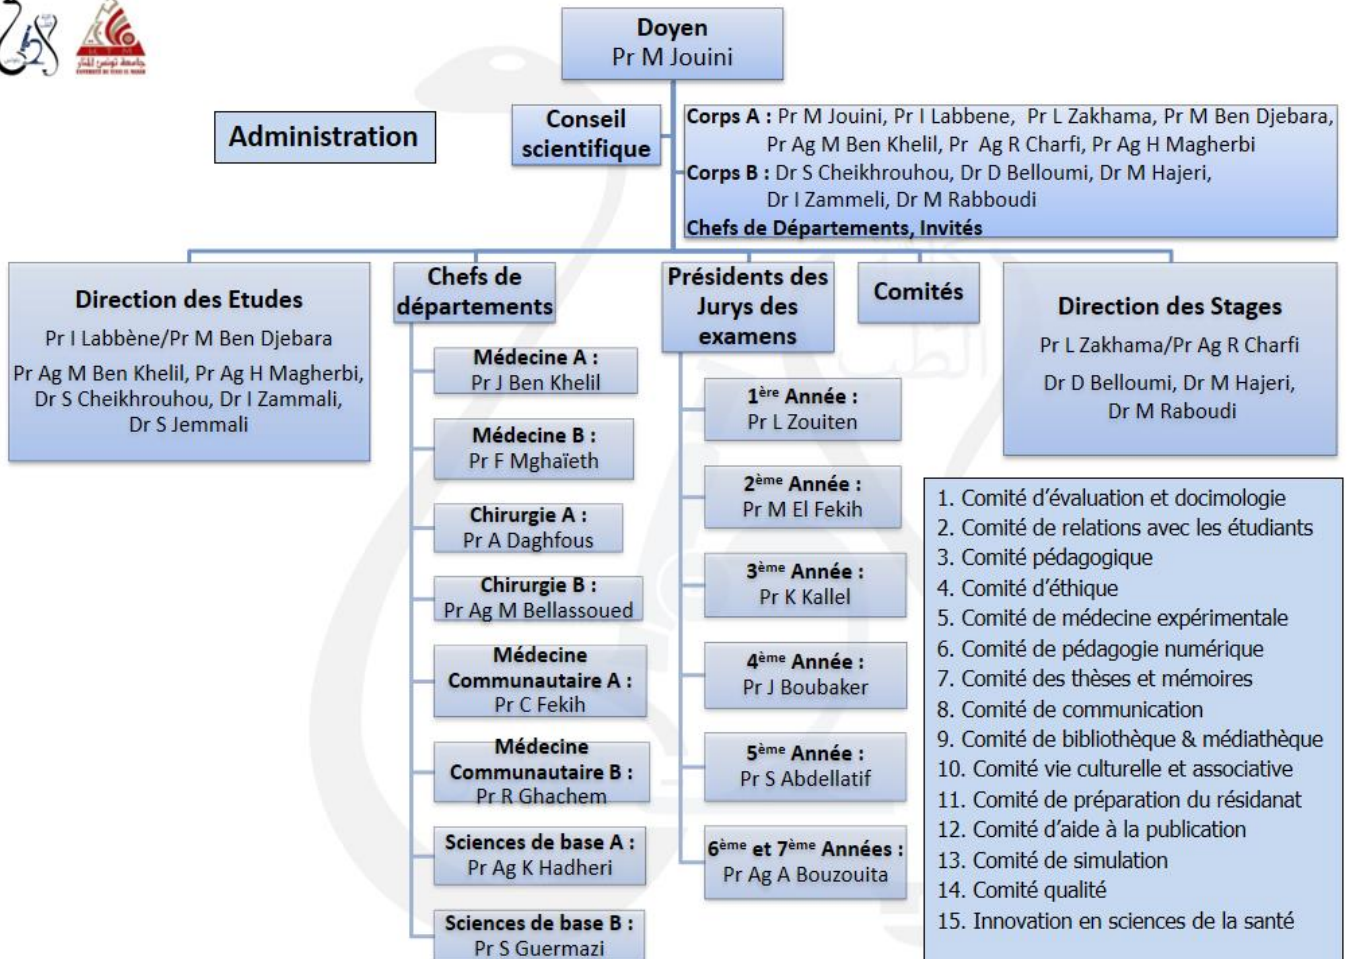 Doyen
Pr M Jouini
Administration
Conseil
scientifique
Corps A : Pr M Jouini, Pr I Labbene, Pr L Zakhama, Pr M Ben Djebara,
Pr Ag M Ben Khelil, Pr Ag R Charfi, Pr Ag H Magherbi
Corps B : Dr S Cheikhrouhou, Dr D Belloumi, Dr M Hajeri,
Dr I Zammeli, Dr M Rabboudi
Chefs de Départements, Invités
Direction des Etudes
Pr I Labbène/Pr M Ben Djebara
Pr Ag M Ben Khelil, Pr Ag H Magherbi,
Dr S Cheikhrouhou, Dr I Zammali,
Dr S Jemmali
Chefs de
départements
Médecine A :
Pr J Ben Khelil
Médecine B :
Pr F Mghaïeth
Chirurgie A :
Pr A Daghfous
Chirurgie B :
Pr Ag M Bellassoued
Médecine
Communautaire A :
Pr C Fekih
Médecine
Communautaire B :
Pr R Ghachem
Sciences de base A :
Pr Ag K Hadheri
Sciences de base B :
Pr S Guermazi
Présidents des
Jurys des
examens
1ère Année :
Pr L Zouiten
2ème Année :
Pr M El Fekih
3ème Année :
Pr K Kallel
4ème Année :
Pr J Boubaker
5ème Année :
Pr S Abdellatif
6ème et 7ème Années :
Pr Ag A Bouzouita
Comités
Direction des Stages
Pr L Zakhama/Pr Ag R Charfi
Dr D Belloumi, Dr M Hajeri,
Dr M Raboudi
1. Comité d'évaluation et docimologie
2. Comité de relations avec les étudiants
3. Comité pédagogique
4. Comité d'éthique
5. Comité de médecine expérimentale
6. Comité de pédagogie numérique
7. Comité des thèses et mémoires
8. Comité de communication
9. Comité de bibliothèque & médiathèque
10. Comité vie culturelle et associative
11. Comité de préparation du résidanat
12. Comité d'aide à la publication
13. Comité de simulation
14. Comité qualité
15. Innovation en sciences de la santé